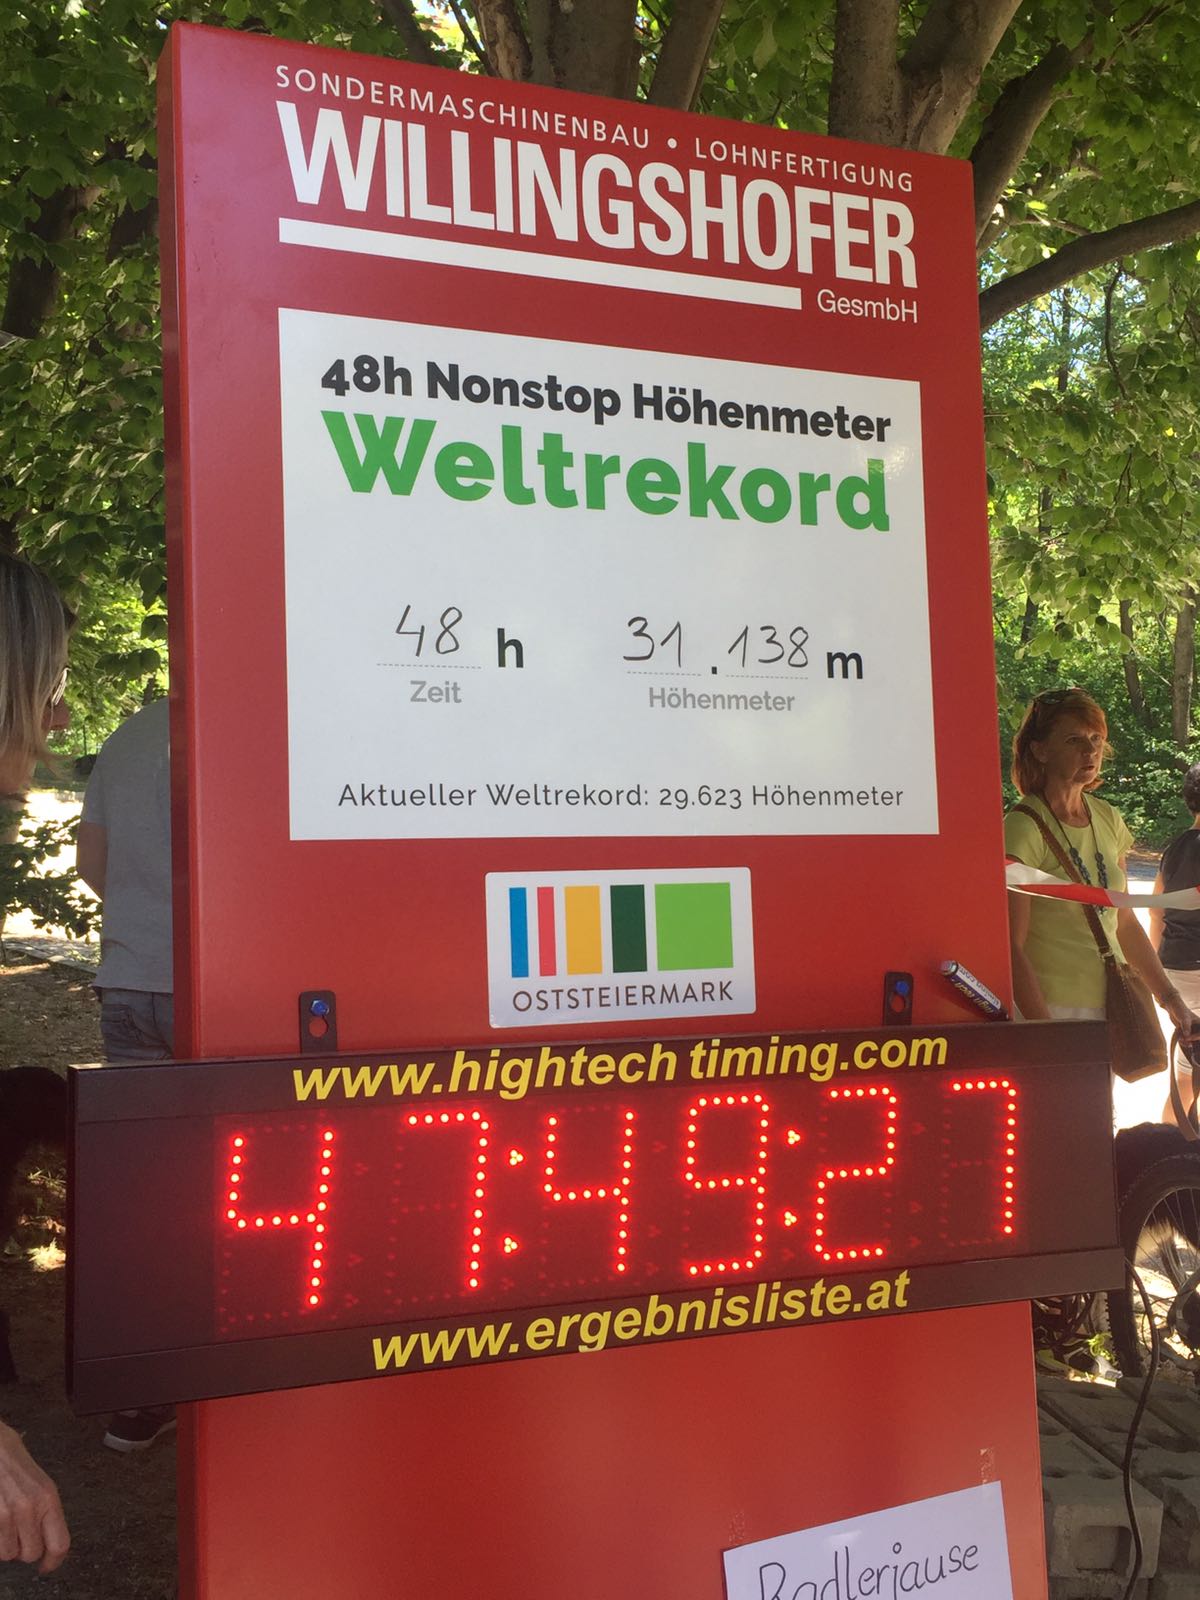 SONDERMASCHINENBAU • LOHNFERTIGUNG
WILLINGSHOFER
GesmbH
48h Nonstop Höhenmeter
Weltrekord
48 h 31.138 m
Zeit Höhenmeter
Aktueller Weltrekord: 29.623 Höhenmeter
OSTSTEIERMARK
www.hightech timing.com
47:49:27
www.ergebnisliste.at
Radlerjause